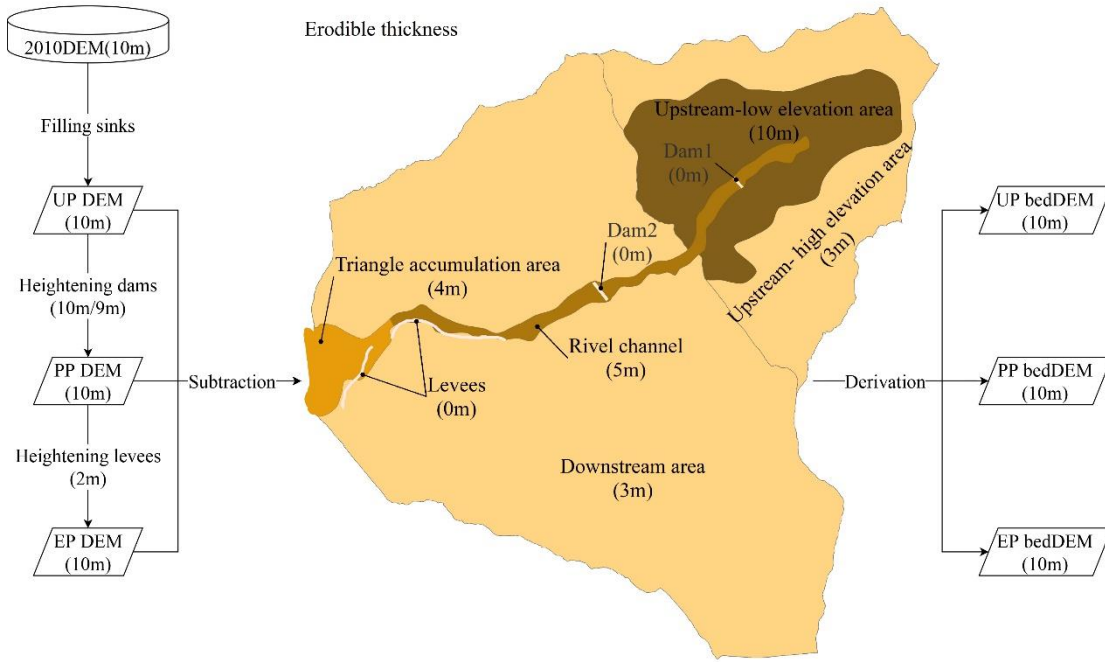 2010DEM(10m)
Filling sinks
UP DEM
(10m)
Heightening dams
(10m/9m)
PP DEM
(10m)
Heightening levees
(2m)
EP DEM
(10m)
Subtraction
Erodible thickness
Upstream-low elevation area
(10m)
Dam1
(0m)
Upstream- high elevation area
(3m)
Dam2
(0m)
Triangle accumulation area
(4m)
Rivel channel
(5m)
Levees
(0m)
Downstream area
(3m)
Derivation
UP bedDEM
(10m)
PP bedDEM
(10m)
EP bedDEM
(10m)